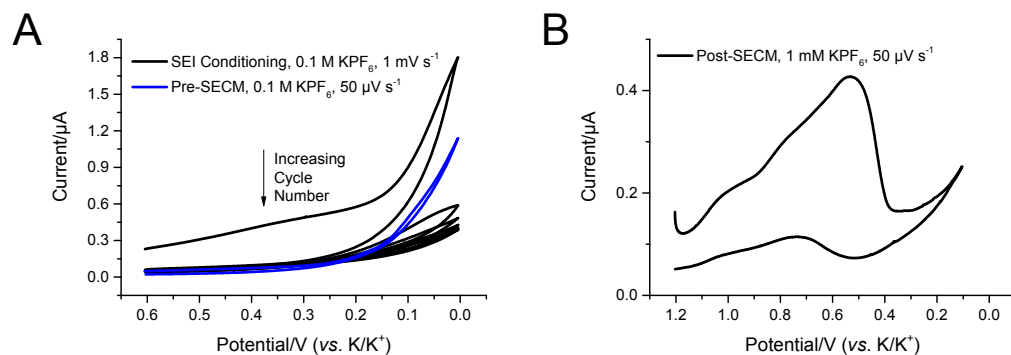 A
SEI Conditioning, 0.1 M KPF₆, 1 mV s⁻¹
Pre-SECM, 0.1 M KPF₆, 50 µV s⁻¹
Increasing
Cycle
Number
Current/µA
1.8
1.5
1.2
0.9
0.6
0.3
0.0
0.6 0.5 0.4 0.3 0.2 0.1 0.0
Potential/V (vs. K/K⁺)
B
Post-SECM, 1 mM KPF₆, 50 µV s⁻¹
Current/µA
0.4
0.2
0.0
1.2 1.0 0.8 0.6 0.4 0.2 0.0
Potential/V (vs. K/K⁺)